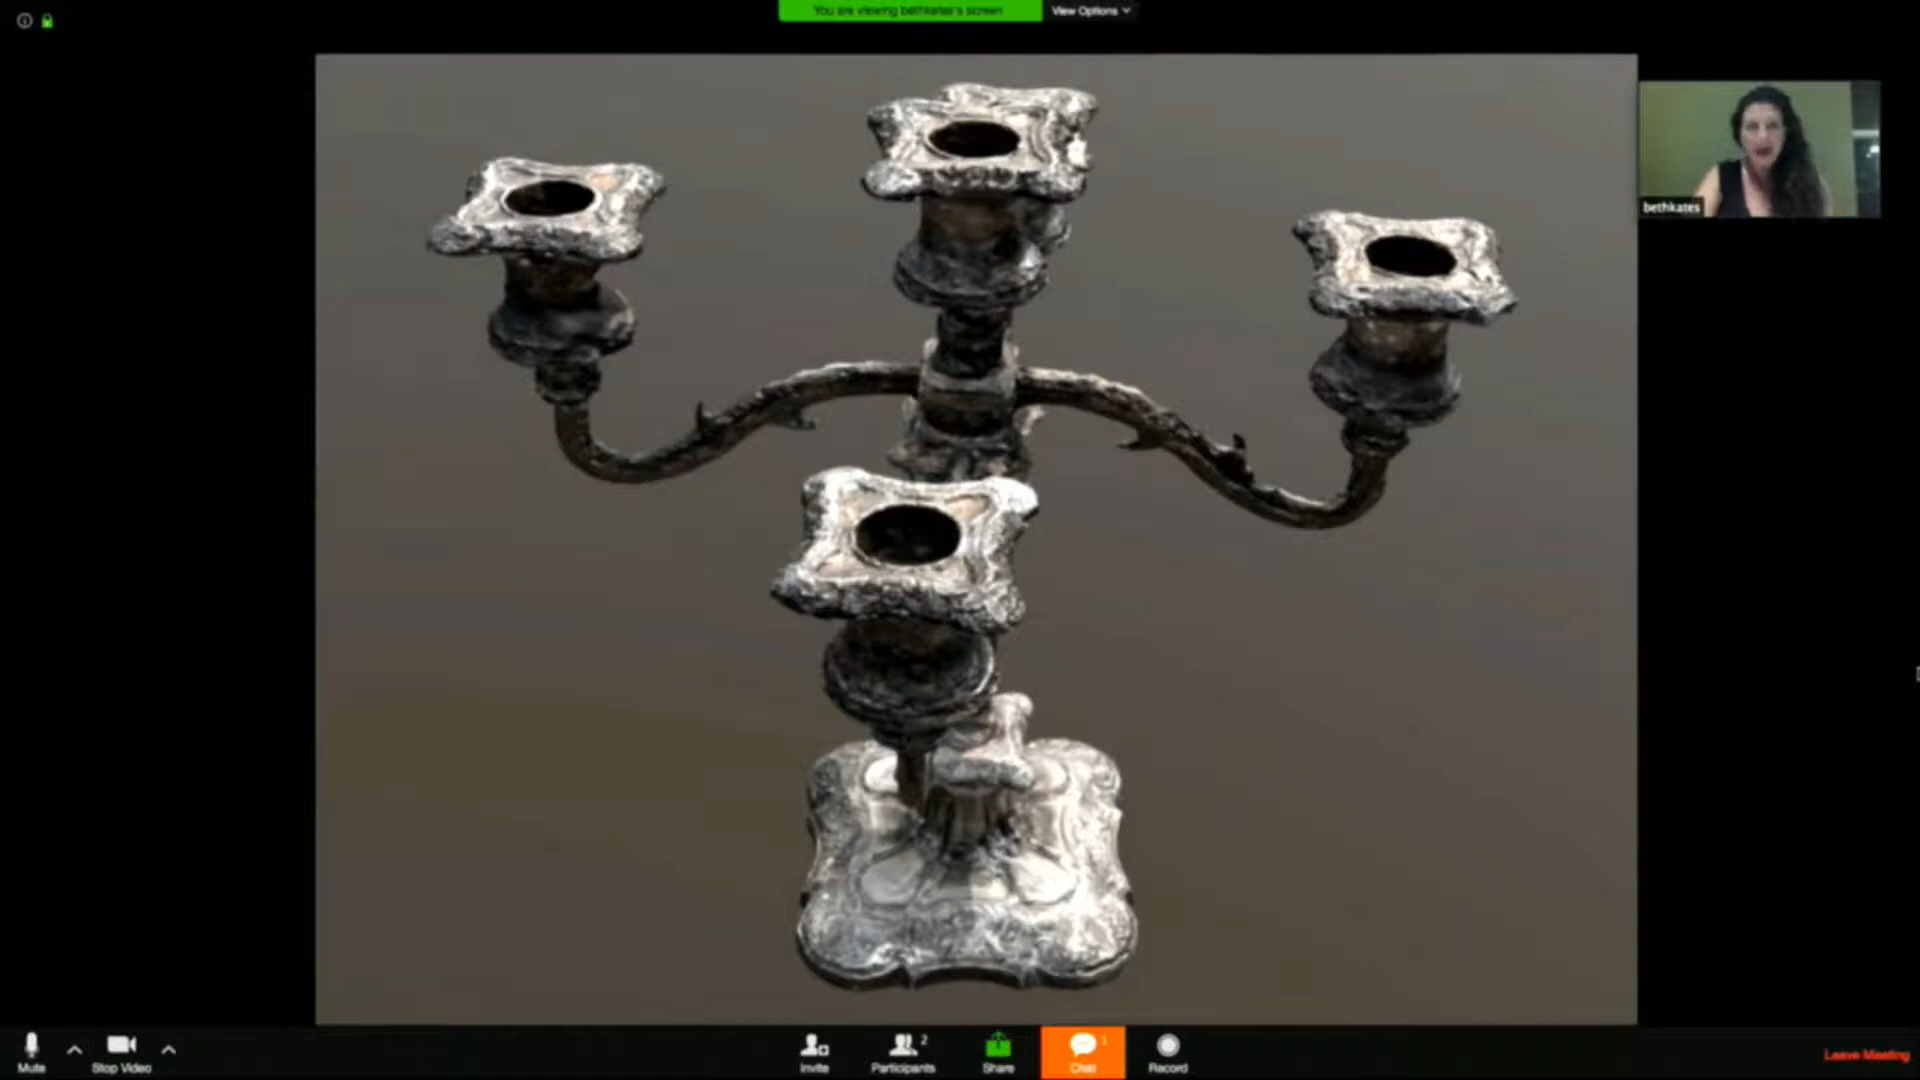 You are viewing bethkates's screen
View Options
bethkates
Mute
Stop Video
Invite
Participants
2
Share
Chat
1
Record
Leave Meeting